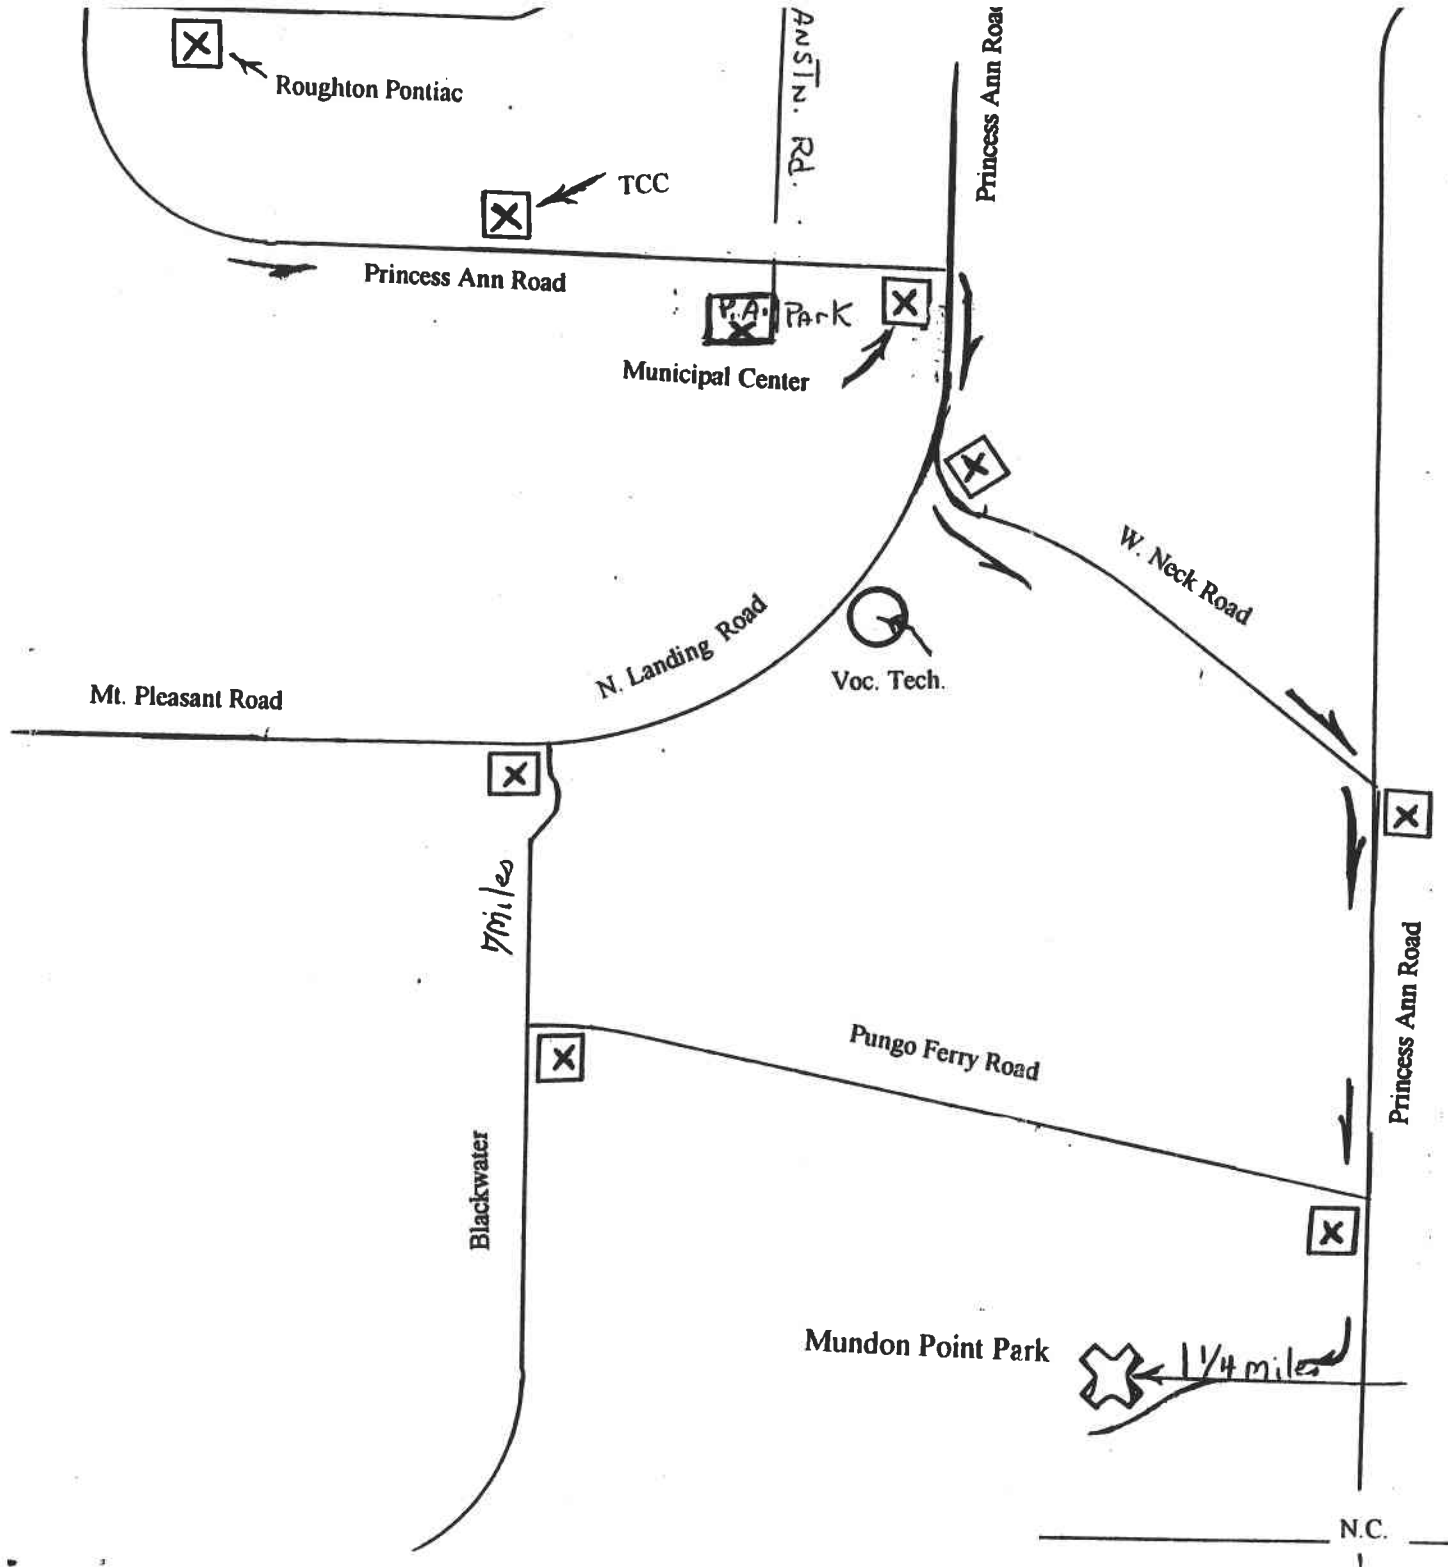 Roughton Pontiac
ANSTN. Rd.
Princess Ann Road
TCC
Princess Ann Road
P.A. PArK
Municipal Center
W. Neck Road
N. Landing Road
Voc. Tech.
Mt. Pleasant Road
7 miles
Pungo Ferry Road
Princess Ann Road
Blackwater
Mundon Point Park
1 1/4 miles
N.C.